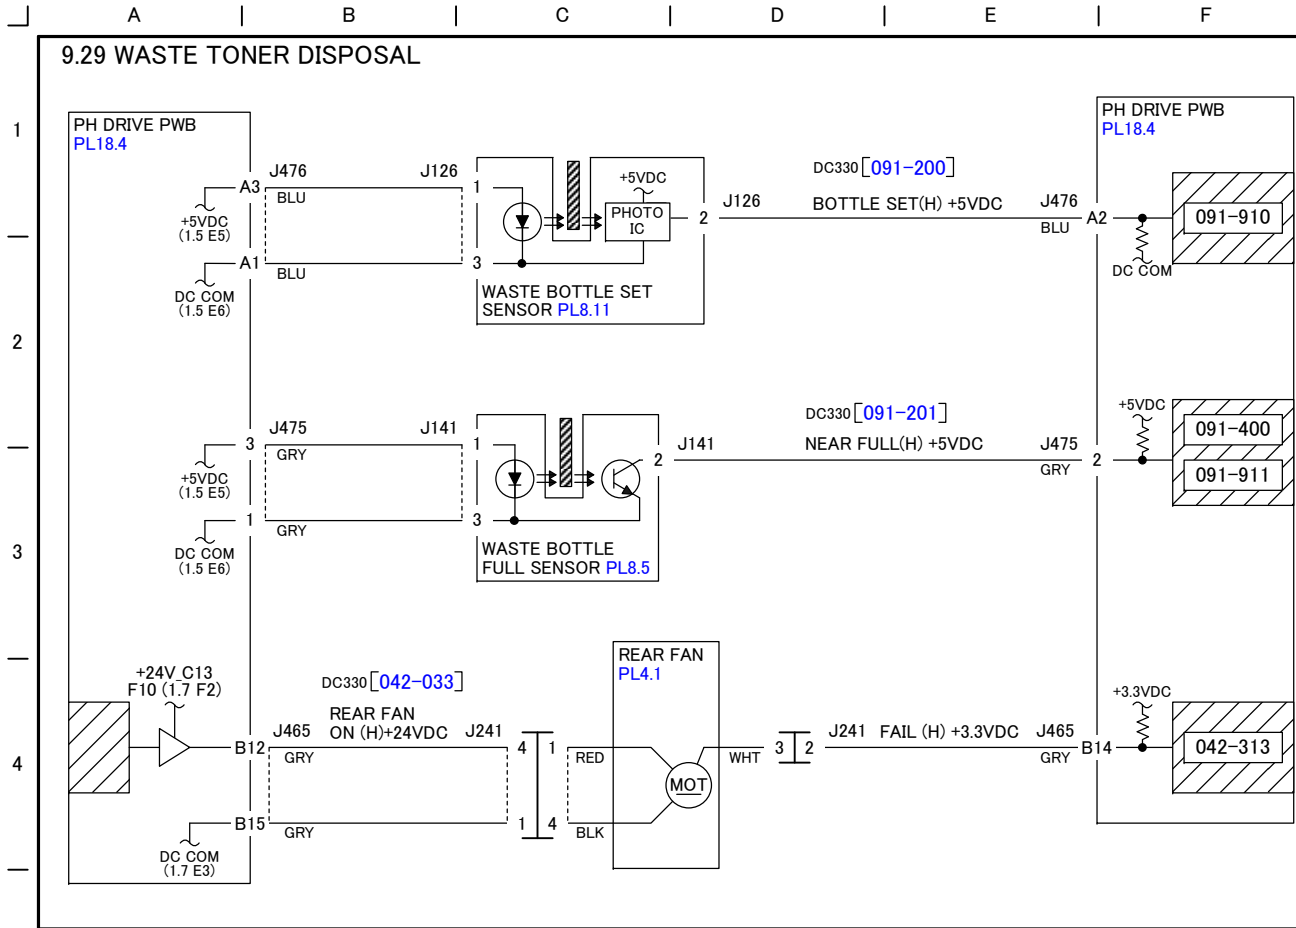 A B C D E F
9.29 WASTE TONER DISPOSAL
1
2
3
4
PH DRIVE PWB
PL18.4
A3
J476
BLU
J126
1
+5VDC
(1.5 E5)
A1
BLU
3
DC COM
(1.5 E6)
+5VDC
PHOTO
IC
2
J126
WASTE BOTTLE SET
SENSOR PL8.11
DC330 [091-200]
BOTTLE SET(H) +5VDC
J476
BLU
A2
PH DRIVE PWB
PL18.4
091-910
DC COM
3
J475
GRY
J141
1
+5VDC
(1.5 E5)
1
GRY
3
DC COM
(1.5 E6)
2
J141
WASTE BOTTLE
FULL SENSOR PL8.5
DC330 [091-201]
NEAR FULL(H) +5VDC
J475
GRY
2
+5VDC
091-400
091-911
+24V_C13
F10 (1.7 F2)
DC330 [042-033]
REAR FAN
ON (H)+24VDC
B12
J465
GRY
J241
4 1
RED
B15
GRY
1 4
BLK
DC COM
(1.7 E3)
REAR FAN
PL4.1
MOT
WHT
3 2
J241
FAIL (H) +3.3VDC
J465
GRY
B14
+3.3VDC
042-313